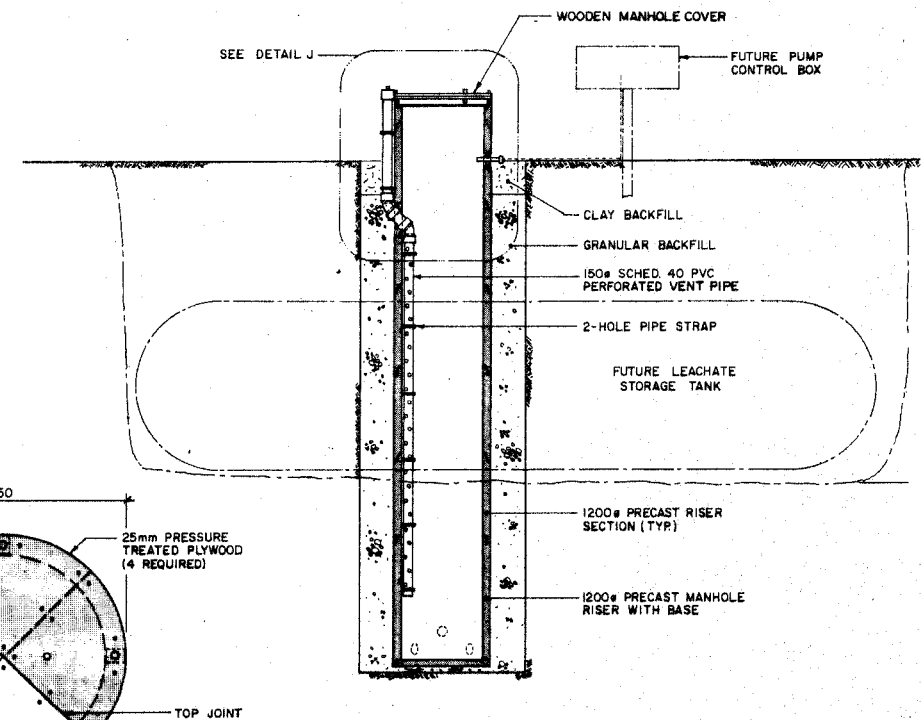 WOODEN MANHOLE COVER
SEE DETAIL J
FUTURE PUMP
CONTROL BOX
CLAY BACKFILL
GRANULAR BACKFILL
150ø SCHED. 40 PVC
PERFORATED VENT PIPE
2-HOLE PIPE STRAP
FUTURE LEACHATE
STORAGE TANK
50
25mm PRESSURE
TREATED PLYWOOD
(4 REQUIRED)
1200ø PRECAST RISER
SECTION (TYP.)
1200ø PRECAST MANHOLE
RISER WITH BASE
TOP JOINT